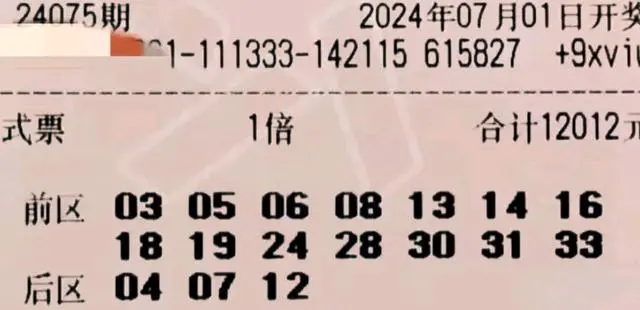 24075期 2024年07月01日开奖
1-111333-142115 615827 +9xviu
式票 1倍 合计12012元
前区 03 05 06 08 13 14 16
18 19 24 28 30 31 33
后区 04 07 12